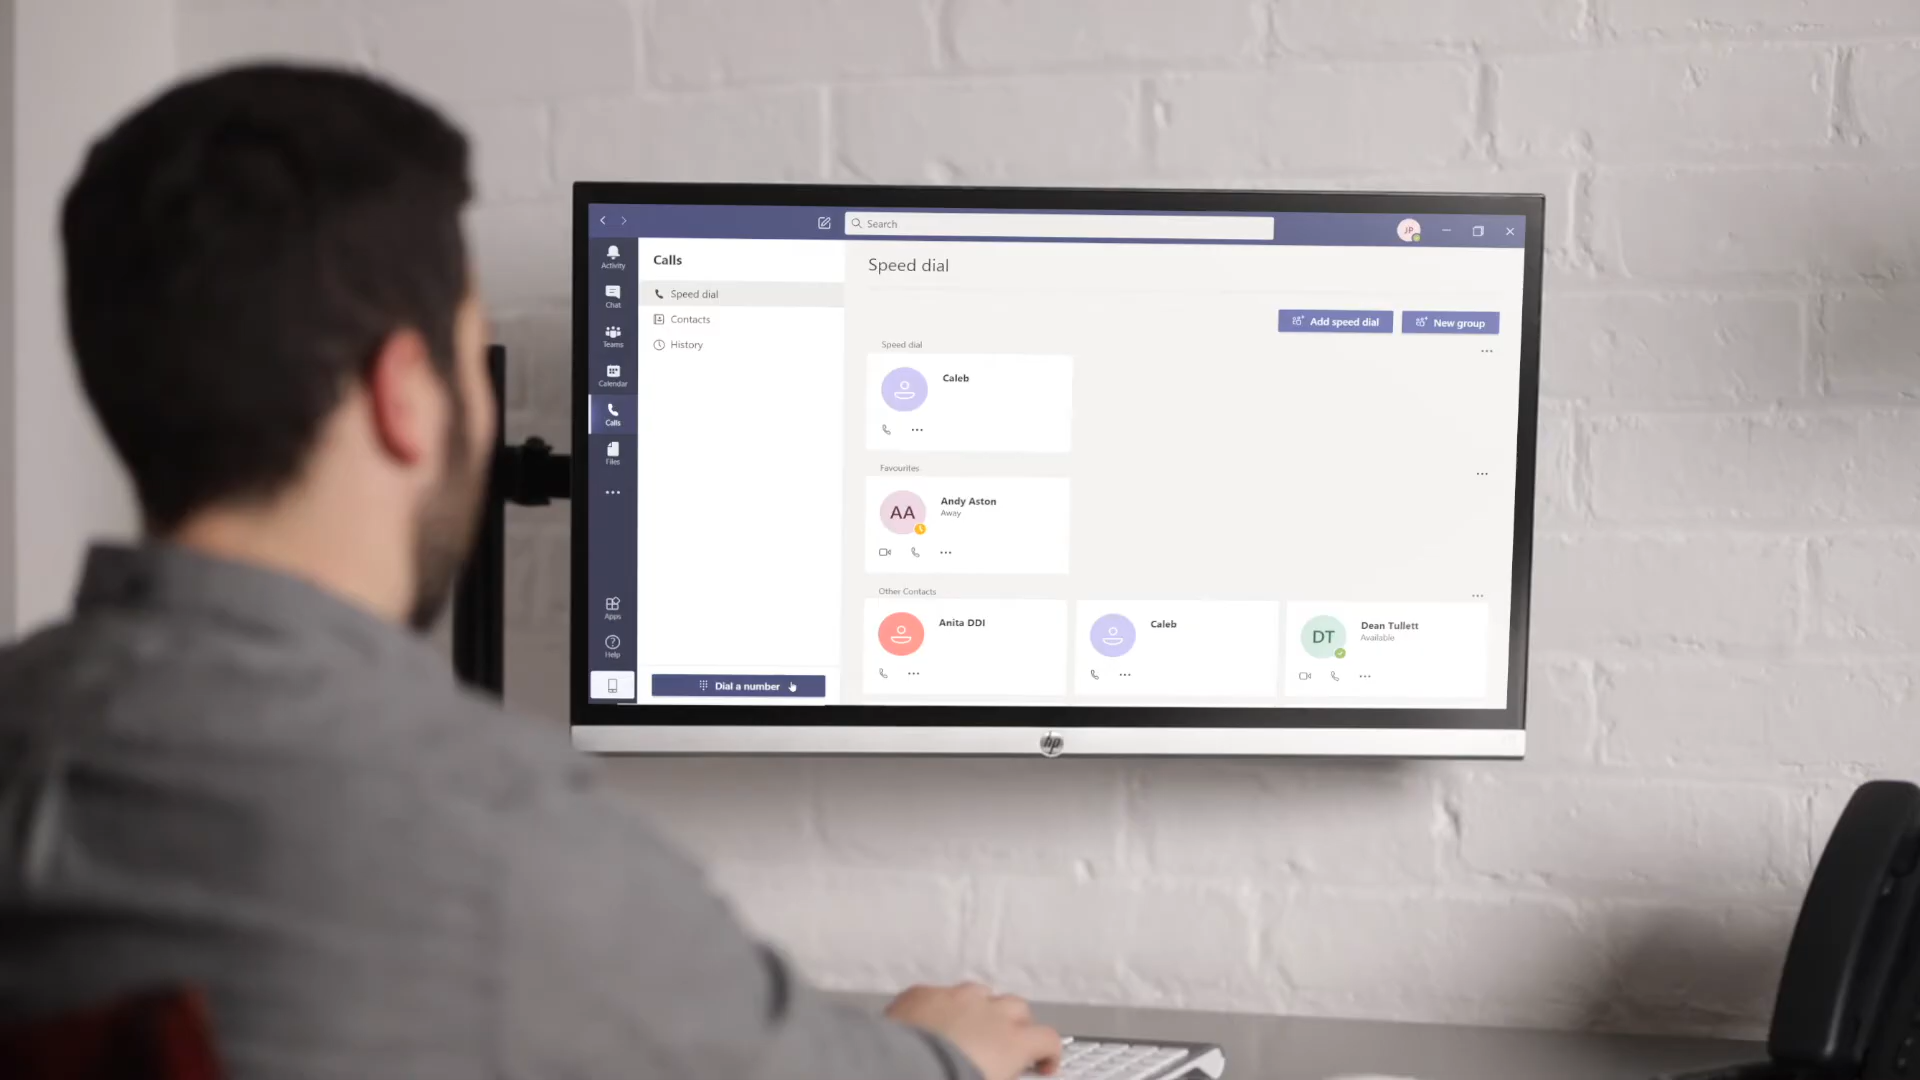 Search
JP
Activity
Chat
Teams
Calendar
Calls
Files
Apps
Help
Calls
Speed dial
Contacts
History
Dial a number
Speed dial
Add speed dial
New group
Speed dial
Caleb
Favourites
AA
Andy Aston
Away
Other Contacts
Anita DDI
Caleb
DT
Dean Tullett
Available
hp